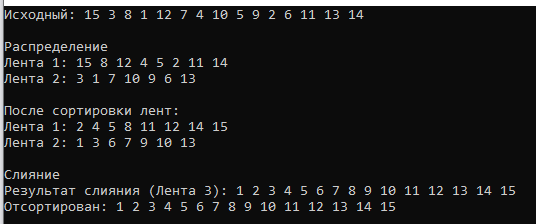 Исходный: 15 3 8 1 12 7 4 10 5 9 2 6 11 13 14
Распределение
Лента 1: 15 8 12 4 5 2 11 14
Лента 2: 3 1 7 10 9 6 13
После сортировки лент:
Лента 1: 2 4 5 8 11 12 14 15
Лента 2: 1 3 6 7 9 10 13
Слияние
Результат слияния (Лента 3): 1 2 3 4 5 6 7 8 9 10 11 12 13 14 15
Отсортирован: 1 2 3 4 5 6 7 8 9 10 11 12 13 14 15